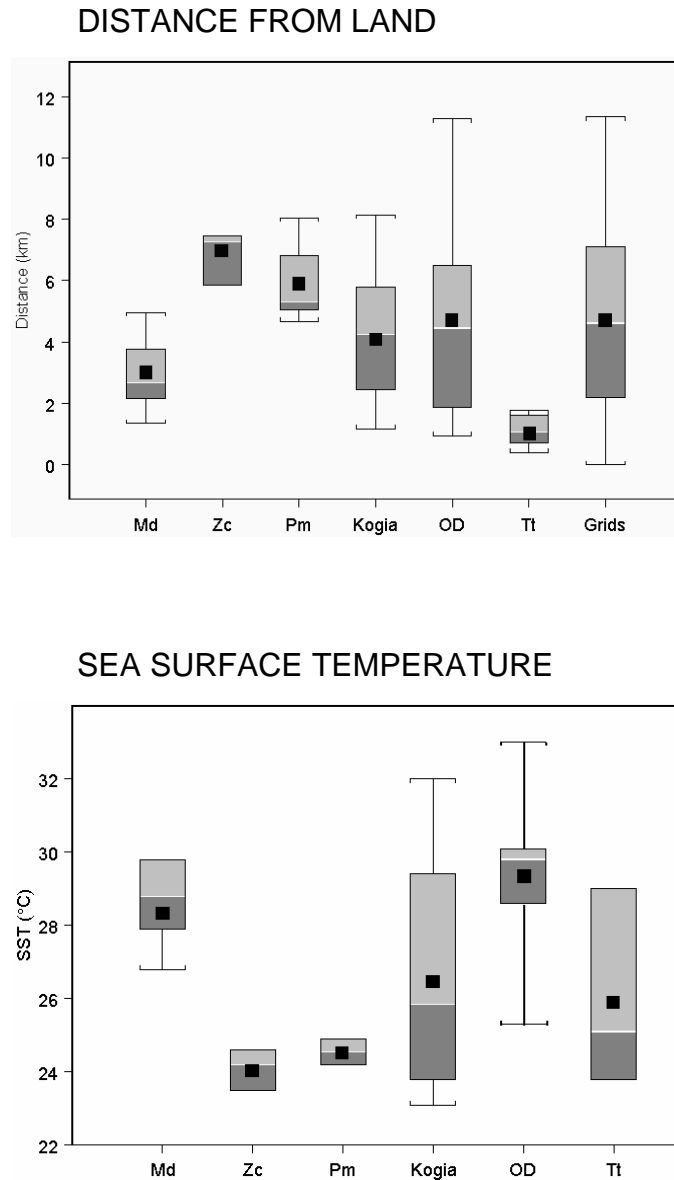 DISTANCE FROM LAND
12
10
8
6
4
2
0
Distance (km)
Md Zc Pm Kogia OD Tt Grids
SEA SURFACE TEMPERATURE
32
30
28
26
24
22
SST (°C)
Md Zc Pm Kogia OD Tt